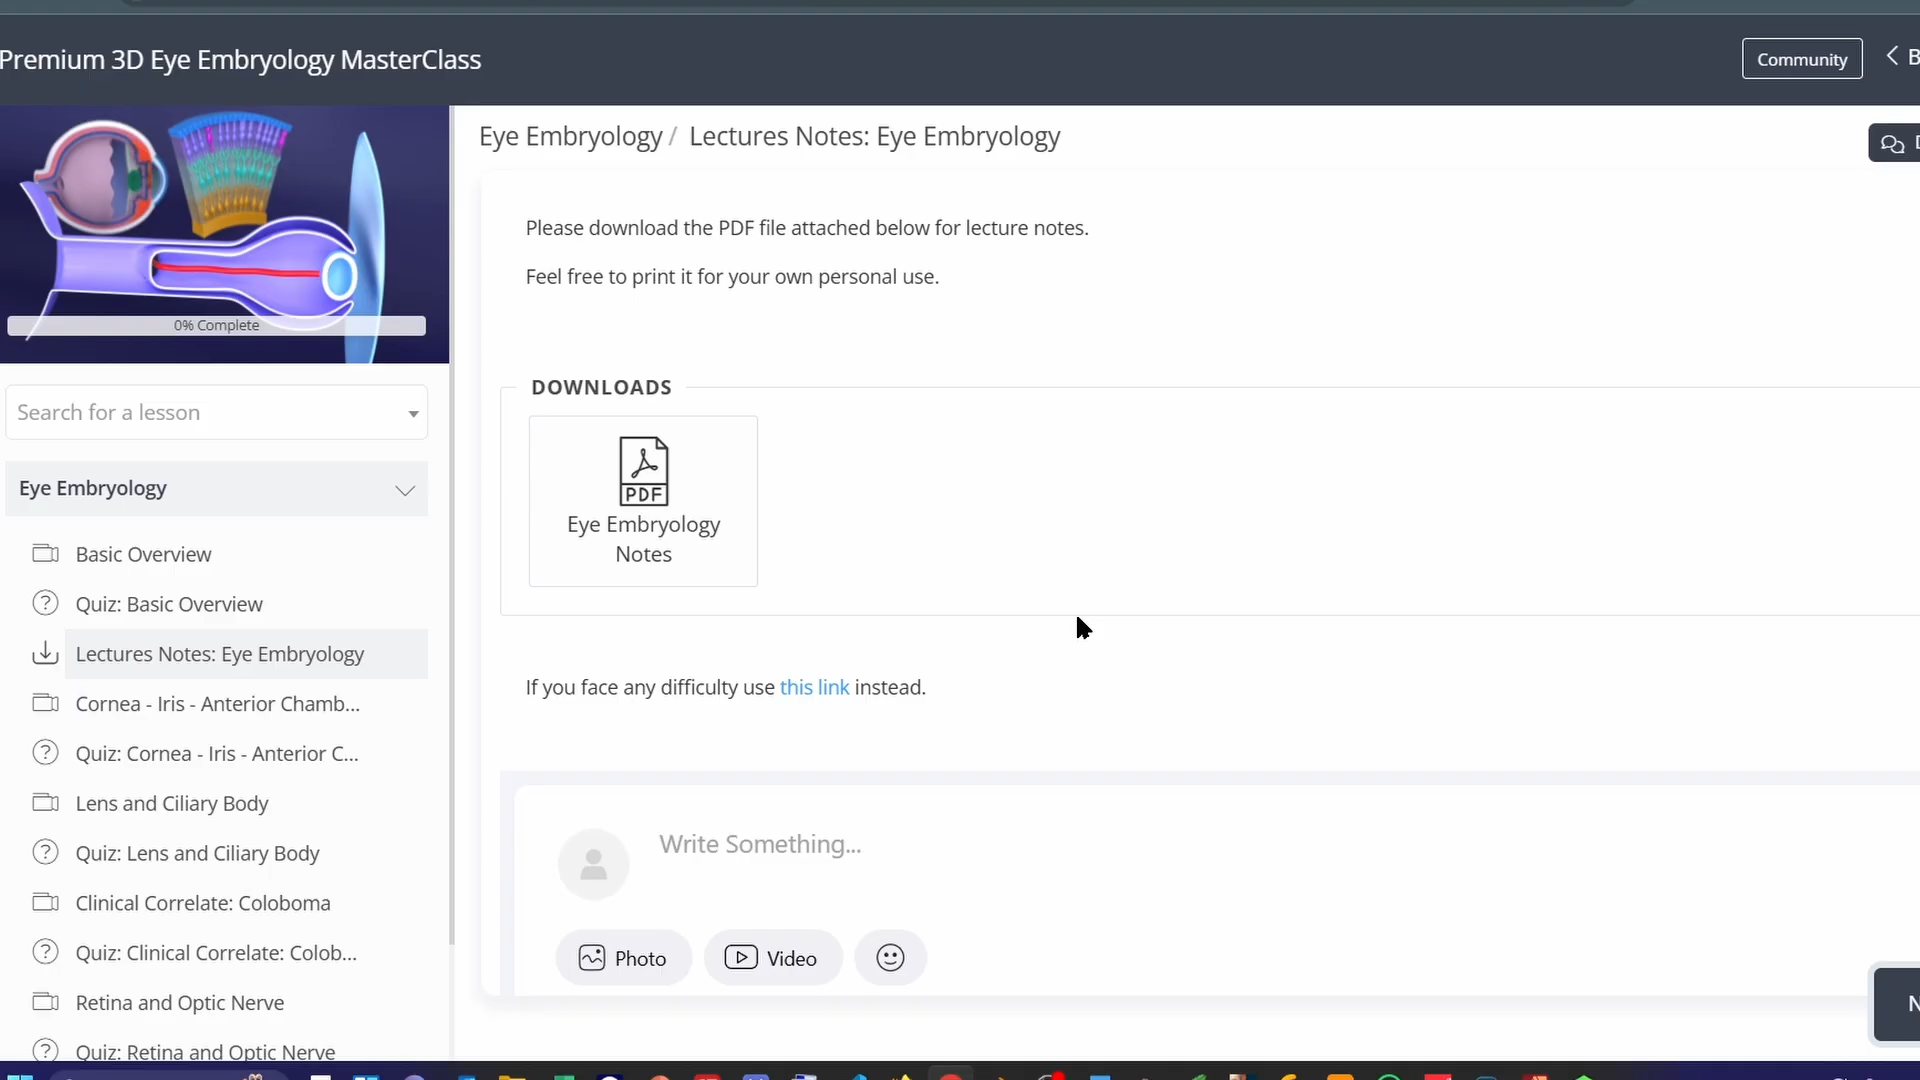 Premium 3D Eye Embryology MasterClass
Community
B
Eye Embryology / Lectures Notes: Eye Embryology
0% Complete
Search for a lesson
Eye Embryology
Basic Overview
Quiz: Basic Overview
Lectures Notes: Eye Embryology
Cornea - Iris - Anterior Chamb...
Quiz: Cornea - Iris - Anterior C...
Lens and Ciliary Body
Quiz: Lens and Ciliary Body
Clinical Correlate: Coloboma
Quiz: Clinical Correlate: Colob...
Retina and Optic Nerve
Quiz: Retina and Optic Nerve
Please download the PDF file attached below for lecture notes.
Feel free to print it for your own personal use.
DOWNLOADS
PDF
Eye Embryology
Notes
If you face any difficulty use this link instead.
Write Something...
Photo
Video